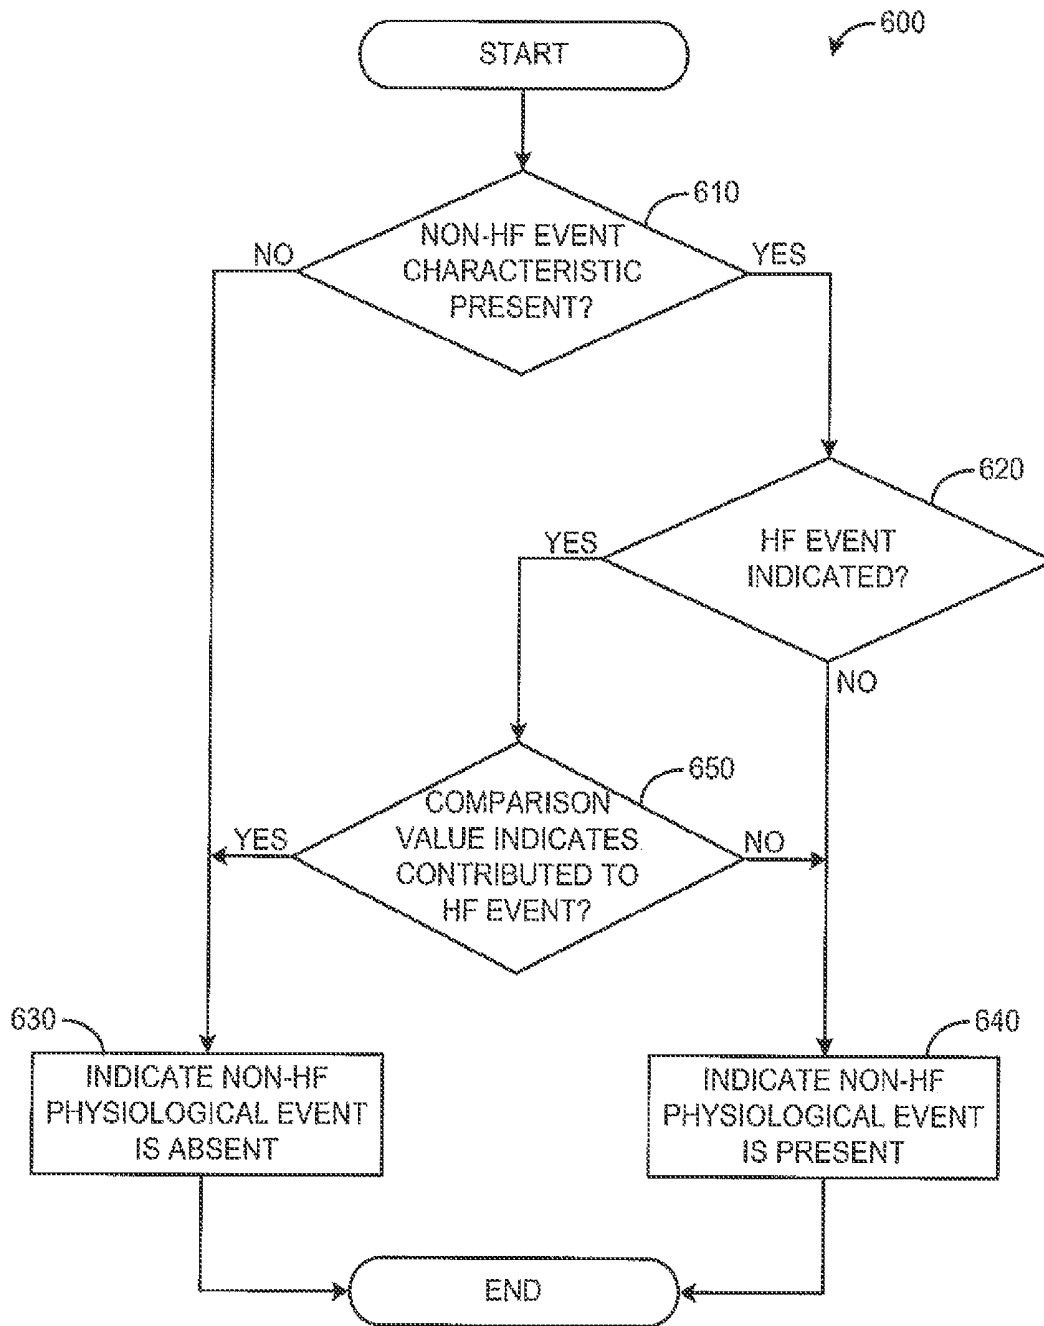 START
600
610
NON-HF EVENT
CHARACTERISTIC
PRESENT?
NO
YES
620
HF EVENT
INDICATED?
YES
NO
650
COMPARISON
VALUE INDICATES
CONTRIBUTED TO
HF EVENT?
YES
NO
630
INDICATE NON-HF
PHYSIOLOGICAL EVENT
IS ABSENT
640
INDICATE NON-HF
PHYSIOLOGICAL EVENT
IS PRESENT
END